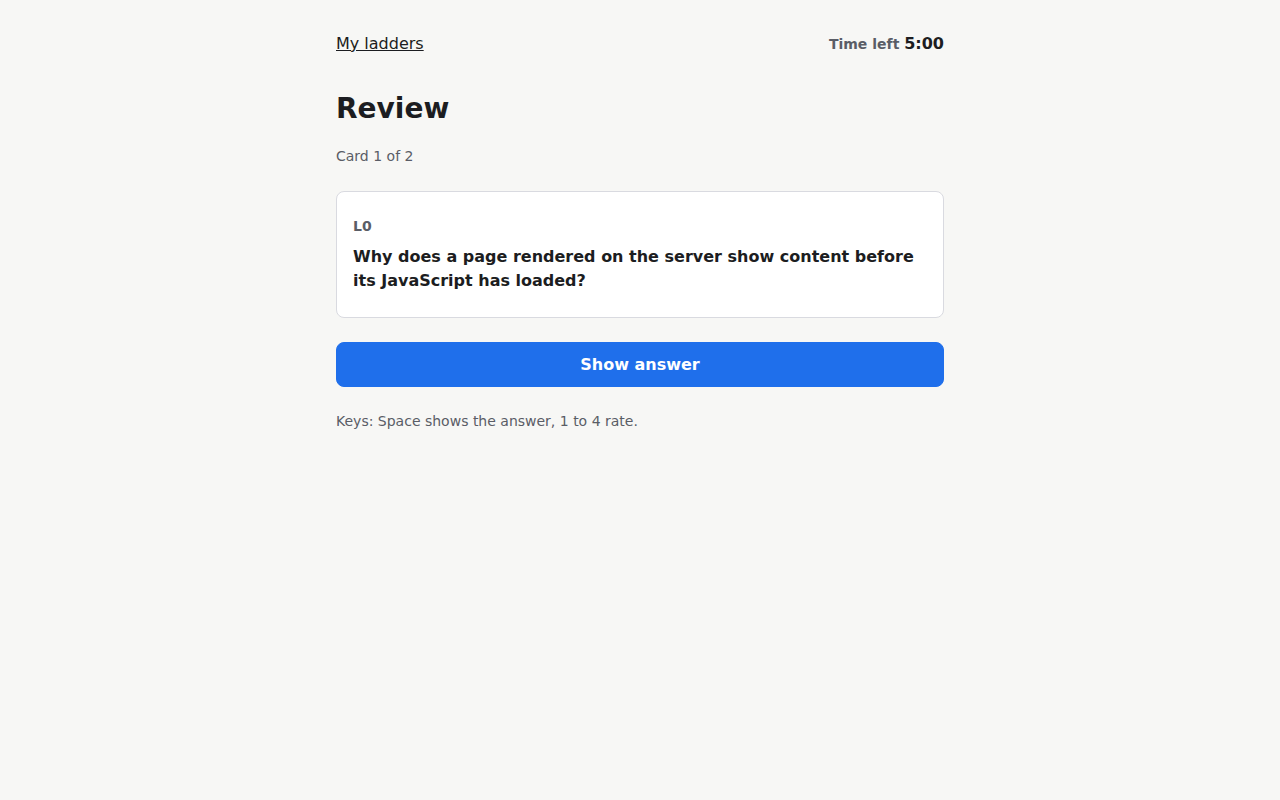 My ladders
Time left 5:00
Review
Card 1 of 2
L0
Why does a page rendered on the server show content before
its JavaScript has loaded?
Show answer
Keys: Space shows the answer, 1 to 4 rate.